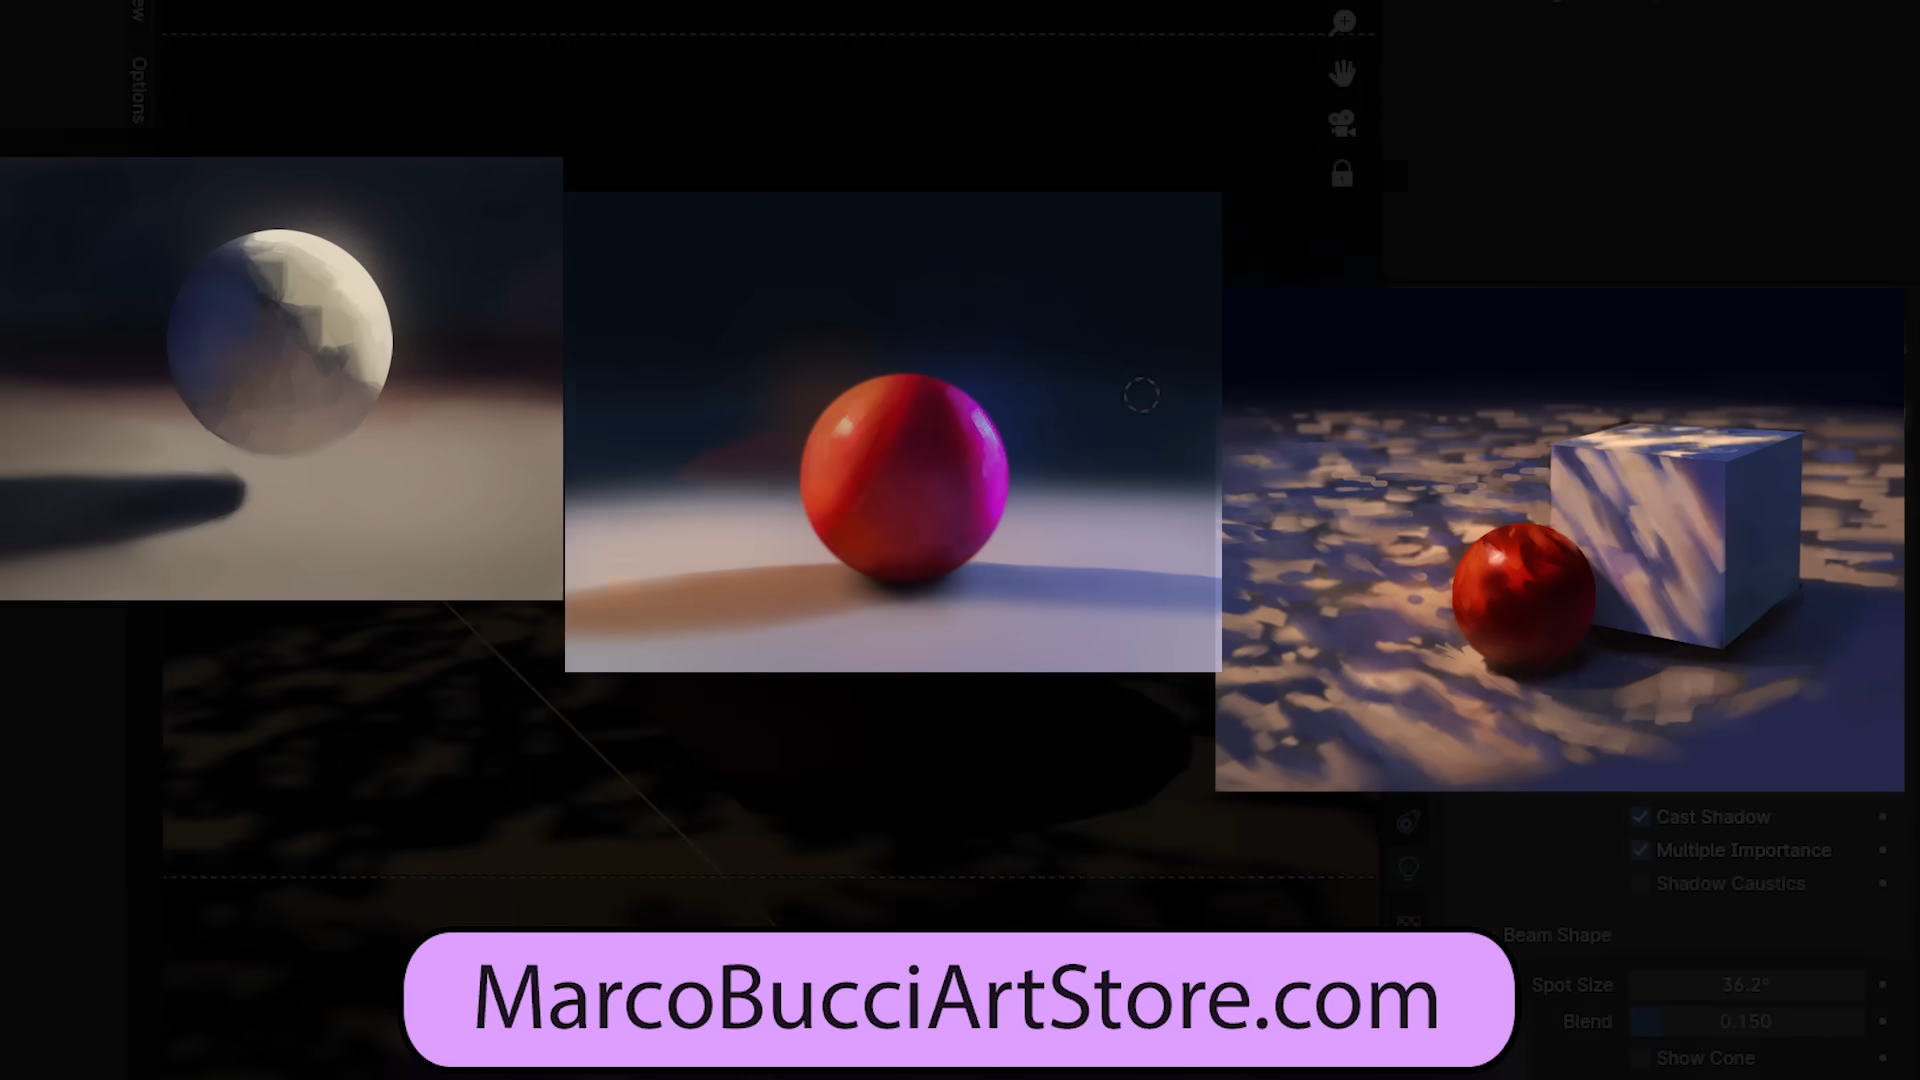 ew
Options
Cast Shadow
Multiple Importance
Shadow Caustics
Beam Shape
Spot Size 36.2°
Blend 0.150
Show Cone
MarcoBucciArtStore.com